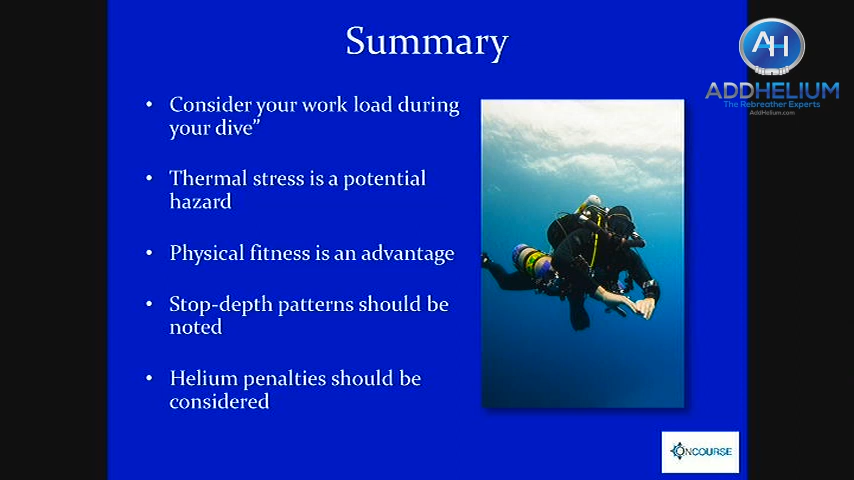 Summary
• Consider your work load during
your dive”
• Thermal stress is a potential
hazard
• Physical fitness is an advantage
• Stop-depth patterns should be
noted
• Helium penalties should be
considered
AH
ADDHELIUM
The Rebreather Experts
AddHelium.com
ONCOURSE